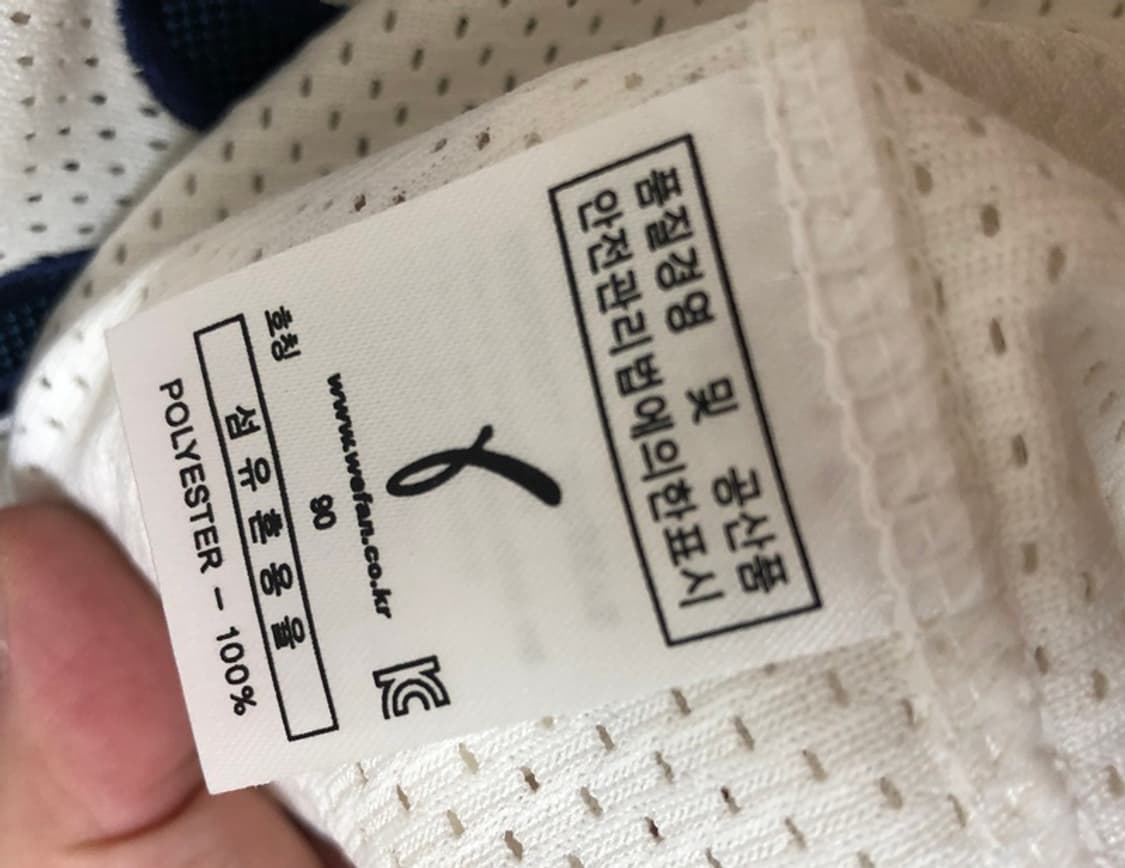 품질경영 및 공산품
안전관리법에의한표시
www.wefan.co.kr
호칭 90
섬유혼용율
POLYESTER - 100%